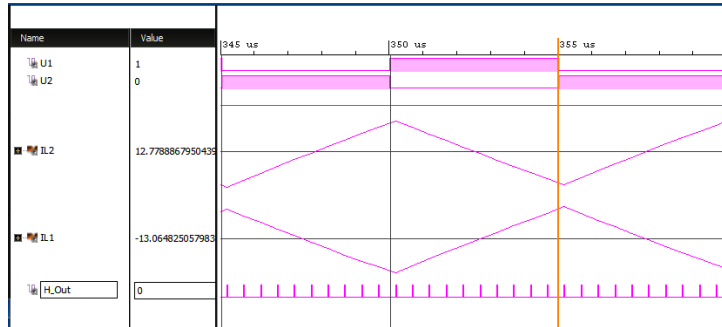 Name Value
345 us 350 us 355 us
U1 1
U2 0
IL2 12.7788867950439
IL1 -13.064825057983
H_Out 0